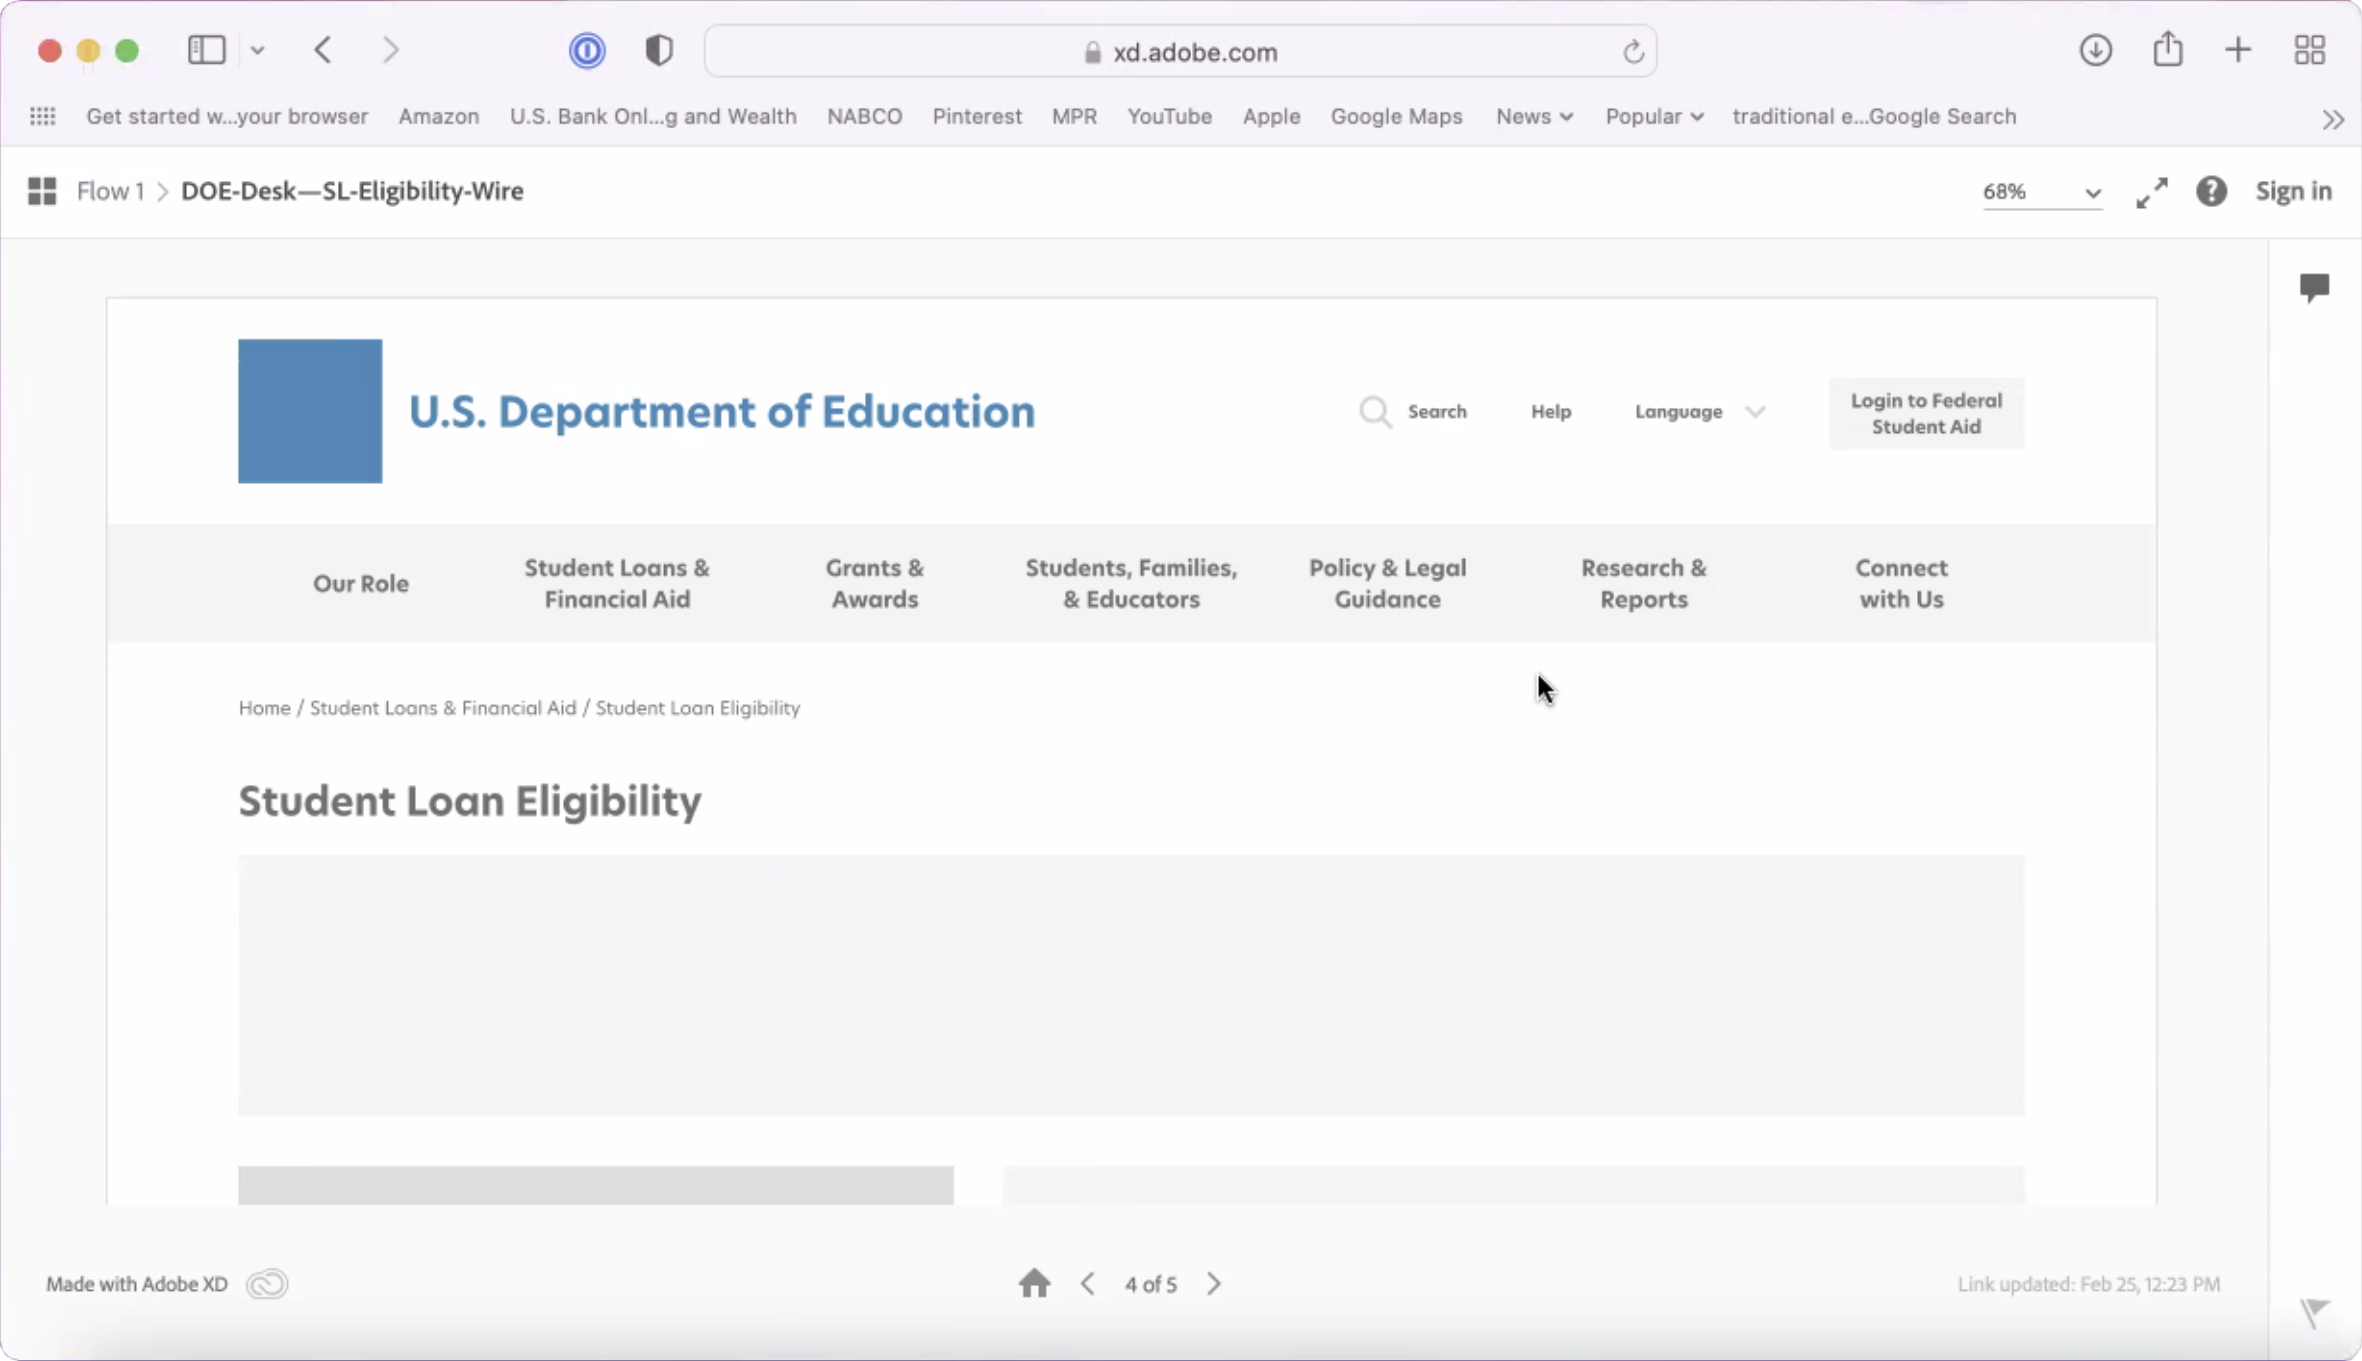 xd.adobe.com
Get started w...your browser Amazon U.S. Bank Onl...g and Wealth NABCO Pinterest MPR YouTube Apple Google Maps News Popular traditional e...Google Search
Flow 1 > DOE-Desk—SL-Eligibility-Wire 68% Sign in
U.S. Department of Education
Search Help Language
Login to Federal
Student Aid
Our Role
Student Loans &
Financial Aid
Grants &
Awards
Students, Families,
& Educators
Policy & Legal
Guidance
Research &
Reports
Connect
with Us
Home / Student Loans & Financial Aid / Student Loan Eligibility
Student Loan Eligibility
Made with Adobe XD 4 of 5 Link updated: Feb 25, 12:23 PM